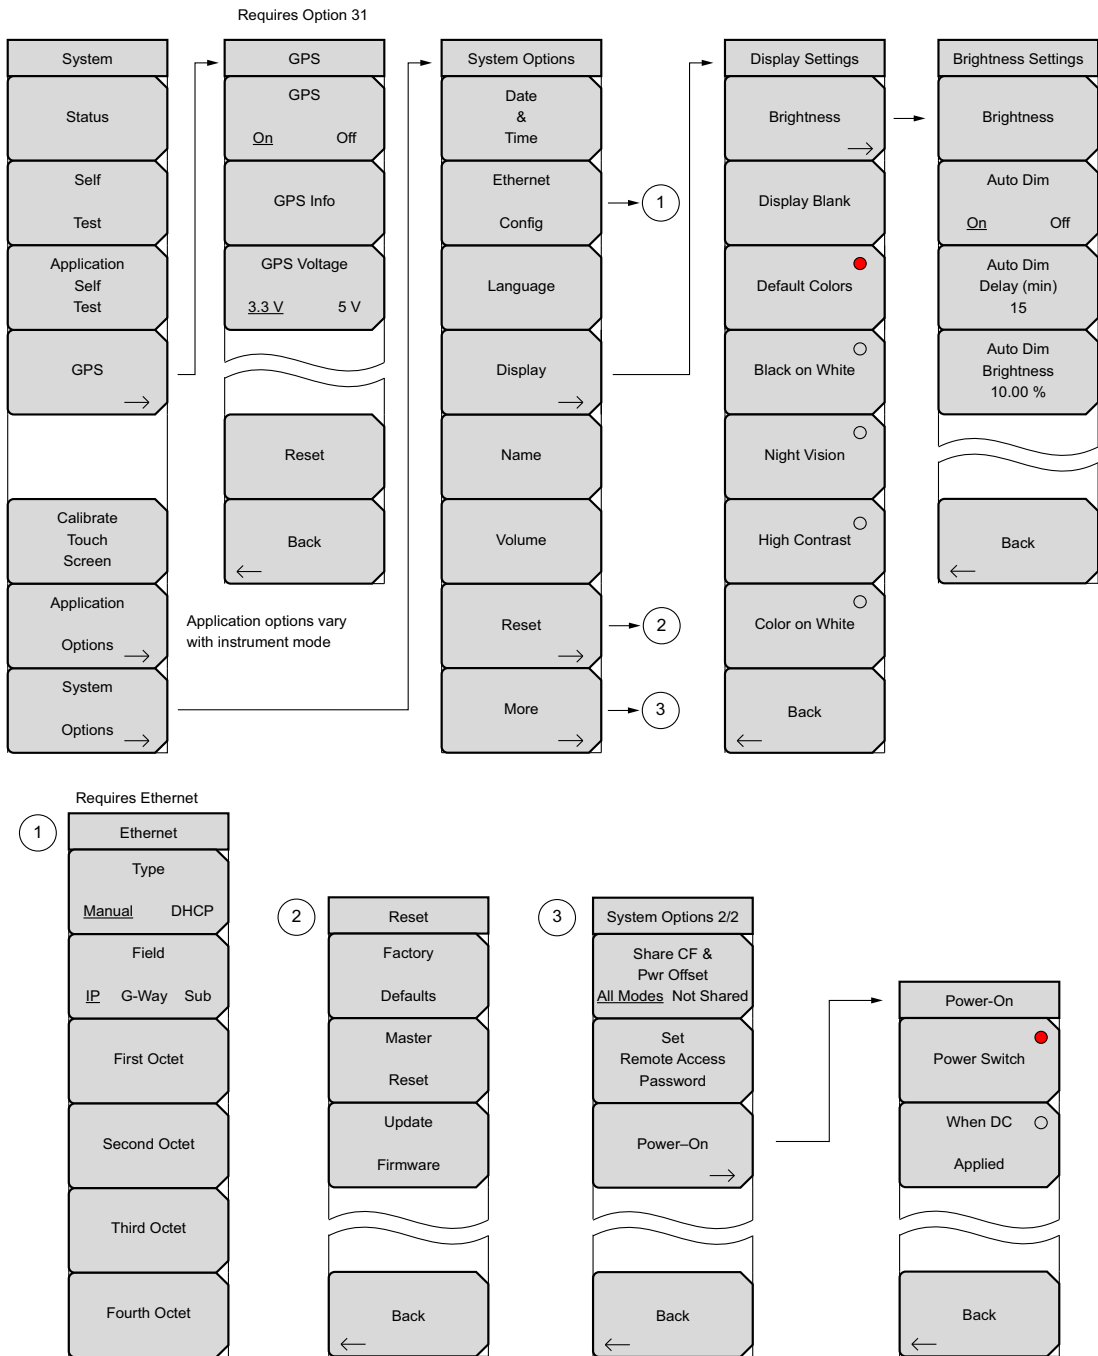 Requires Option 31
System
Status
Self
Test
Application
Self
Test
GPS
Calibrate
Touch
Screen
Application
Options
System
Options
GPS
GPS
On Off
GPS Info
GPS Voltage
3.3 V 5 V
Reset
Back
Application options vary
with instrument mode
System Options
Date
&
Time
Ethernet
Config
1
Language
Display
Name
Volume
Reset
2
More
3
Display Settings
Brightness
Display Blank
Default Colors
Black on White
Night Vision
High Contrast
Color on White
Back
Brightness Settings
Brightness
Auto Dim
On Off
Auto Dim
Delay (min)
15
Auto Dim
Brightness
10.00 %
Back
Requires Ethernet
1
Ethernet
Type
Manual DHCP
Field
IP G-Way Sub
First Octet
Second Octet
Third Octet
Fourth Octet
2
Reset
Factory
Defaults
Master
Reset
Update
Firmware
Back
3
System Options 2/2
Share CF &
Pwr Offset
All Modes Not Shared
Set
Remote Access
Password
Power–On
Back
Power-On
Power Switch
When DC
Applied
Back